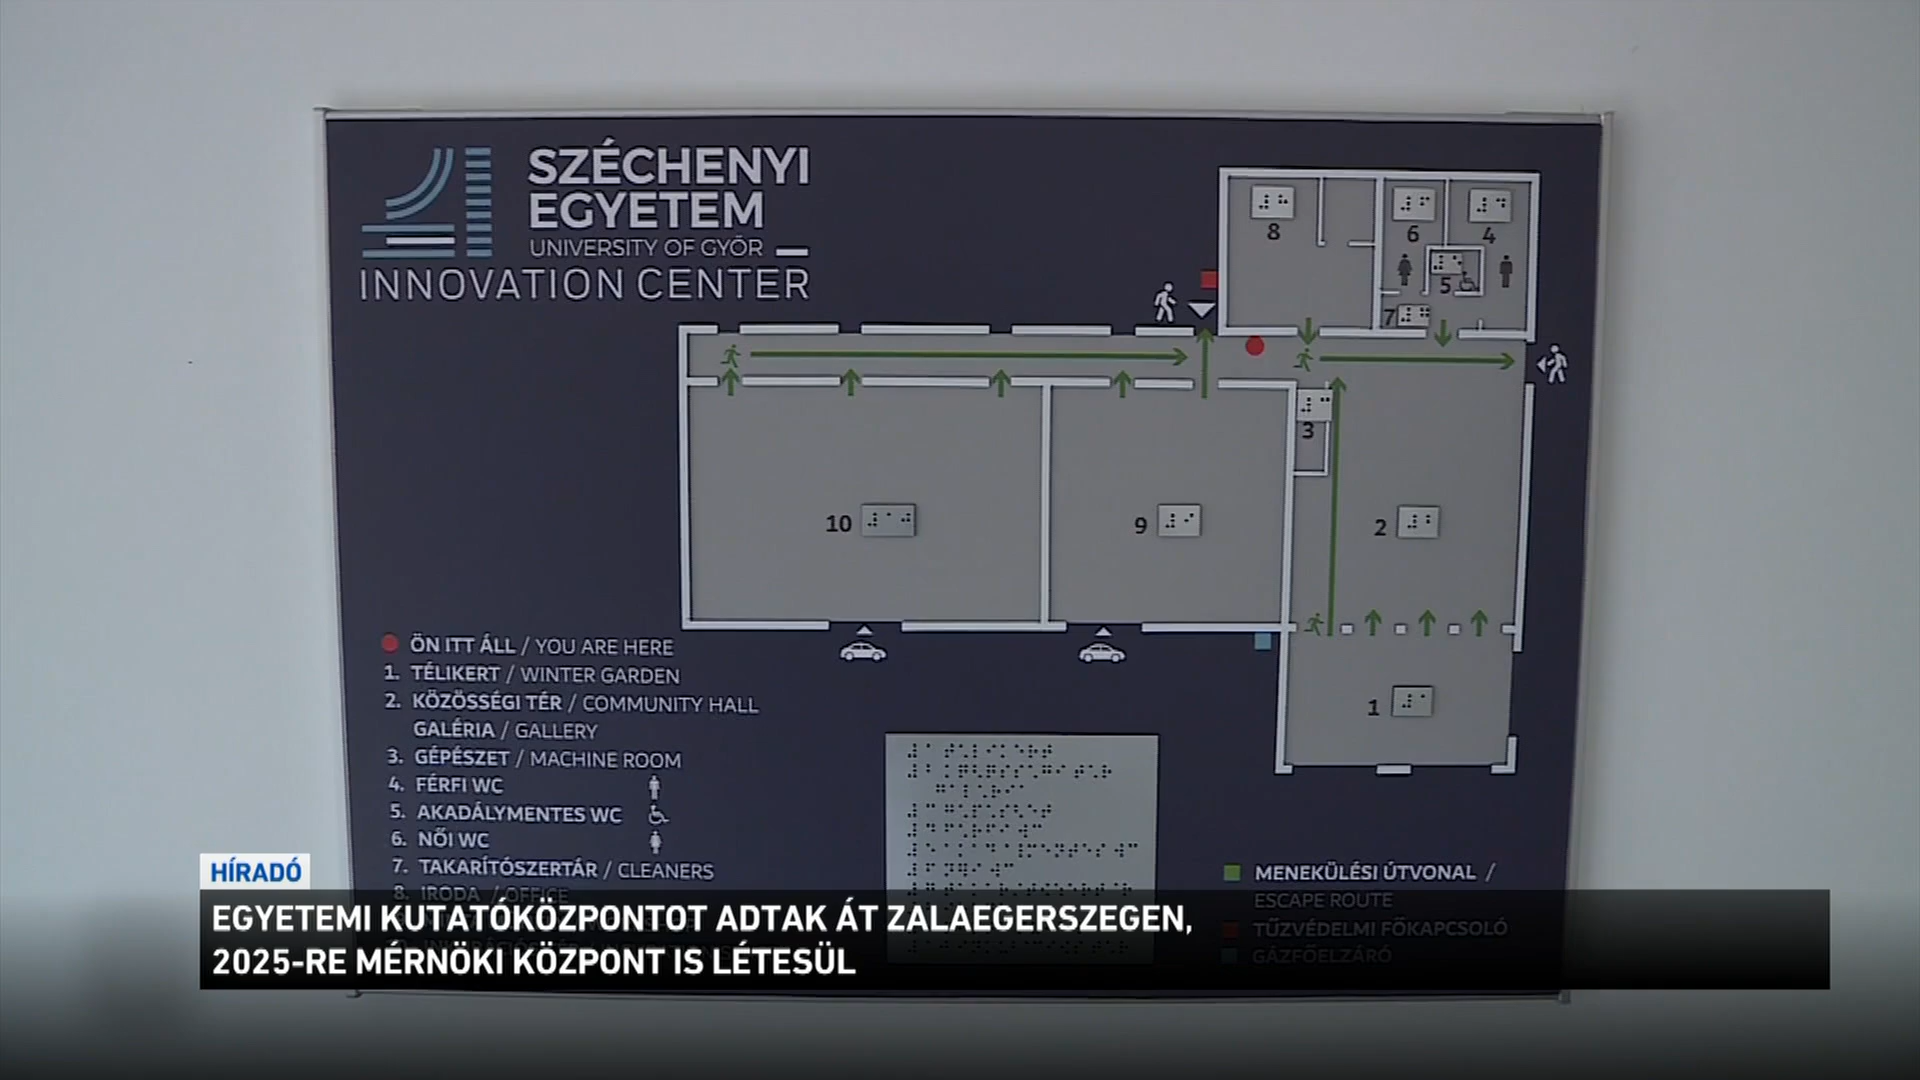 SZÉCHENYI
EGYETEM
UNIVERSITY OF GYŐR
INNOVATION CENTER
8
6
4
5
7
3
10
9
2
1
ÖN ITT ÁLL / YOU ARE HERE
1. TÉLIKERT / WINTER GARDEN
2. KÖZÖSSÉGI TÉR / COMMUNITY HALL
GALÉRIA / GALLERY
3. GÉPÉSZET / MACHINE ROOM
4. FÉRFI WC
5. AKADÁLYMENTES WC
6. NŐI WC
7. TAKARÍTÓSZERTÁR / CLEANERS
8. IRODA / OFFICE
MENEKÜLÉSI ÚTVONAL /
ESCAPE ROUTE
TŰZVÉDELMI FŐKAPCSOLÓ
GÁZFŐELZÁRÓ
HÍRADÓ
EGYETEMI KUTATÓKÖZPONTOT ADTAK ÁT ZALAEGERSZEGEN,
2025-RE MÉRNÖKI KÖZPONT IS LÉTESÜL